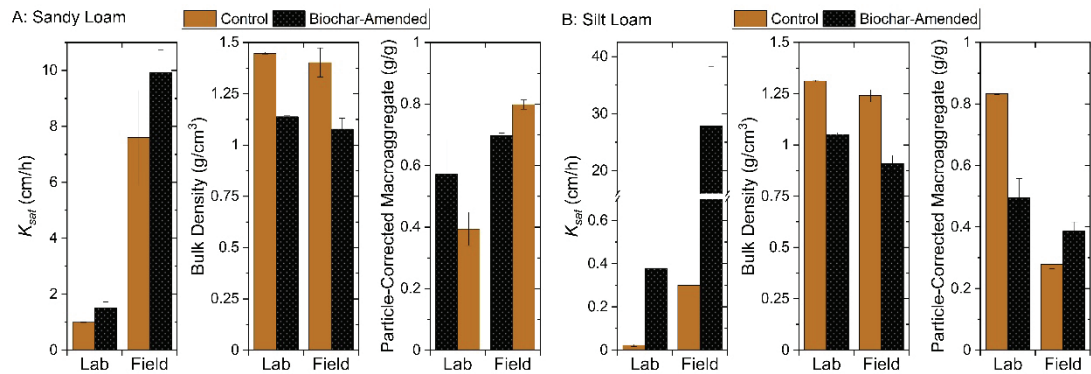 A: Sandy Loam
Control
Biochar-Amended
Ksat (cm/h)
10
8
6
4
2
0
Lab Field
Bulk Density (g/cm³)
1.5
1.25
1
0.75
0.5
1.25
0
Lab Field
Particle-Corrected Macroaggregate (g/g)
1
0.8
0.6
0.4
0.2
0
Lab Field
B: Silt Loam
Control
Biochar-Amended
Ksat (cm/h)
40
30
20
0.6
0.4
0.2
0
Lab Field
Bulk Density (g/cm³)
1.5
1.25
1
0.75
0.5
1.25
0
Lab Field
Particle-Corrected Macroaggregate (g/g)
1
0.8
0.6
0.4
0.2
0
Lab Field